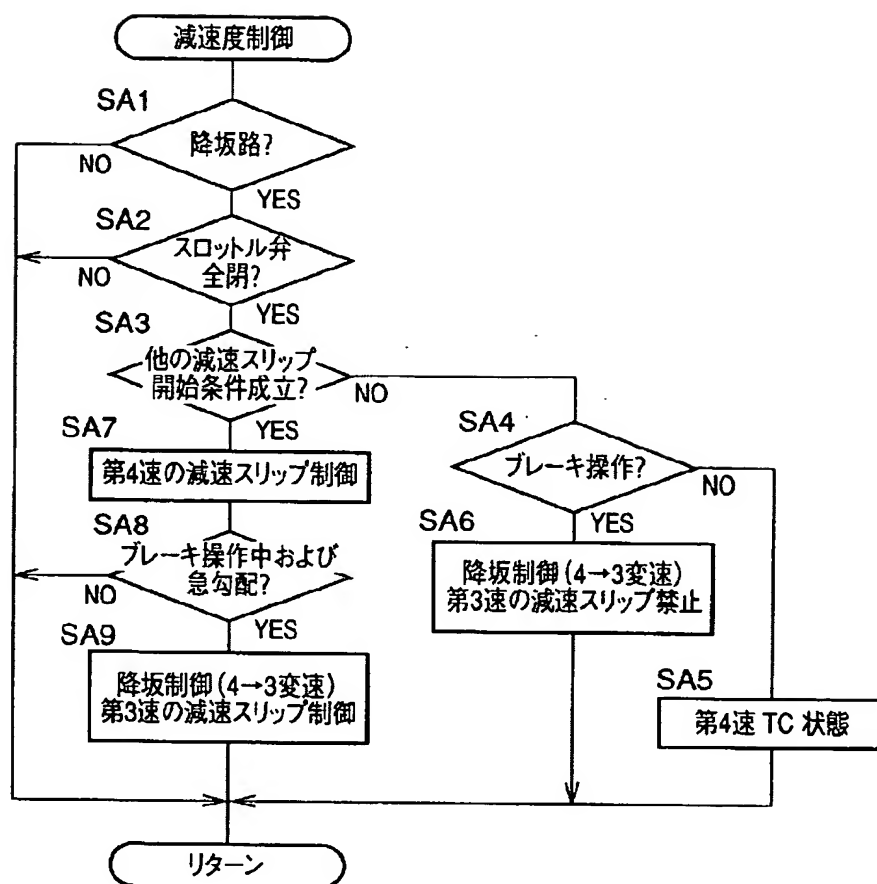 減速度制御
SA1
降坂路?
NO
YES
SA2
スロットル弁
全閉?
NO
YES
SA3
他の減速スリップ
開始条件成立?
NO
YES
SA4
ブレーキ操作?
NO
YES
SA7
第4速の減速スリップ制御
SA6
降坂制御(4→3変速)
第3速の減速スリップ禁止
SA8
ブレーキ操作中および
急勾配?
NO
YES
SA9
降坂制御(4→3変速)
第3速の減速スリップ制御
SA5
第4速 TC 状態
リターン